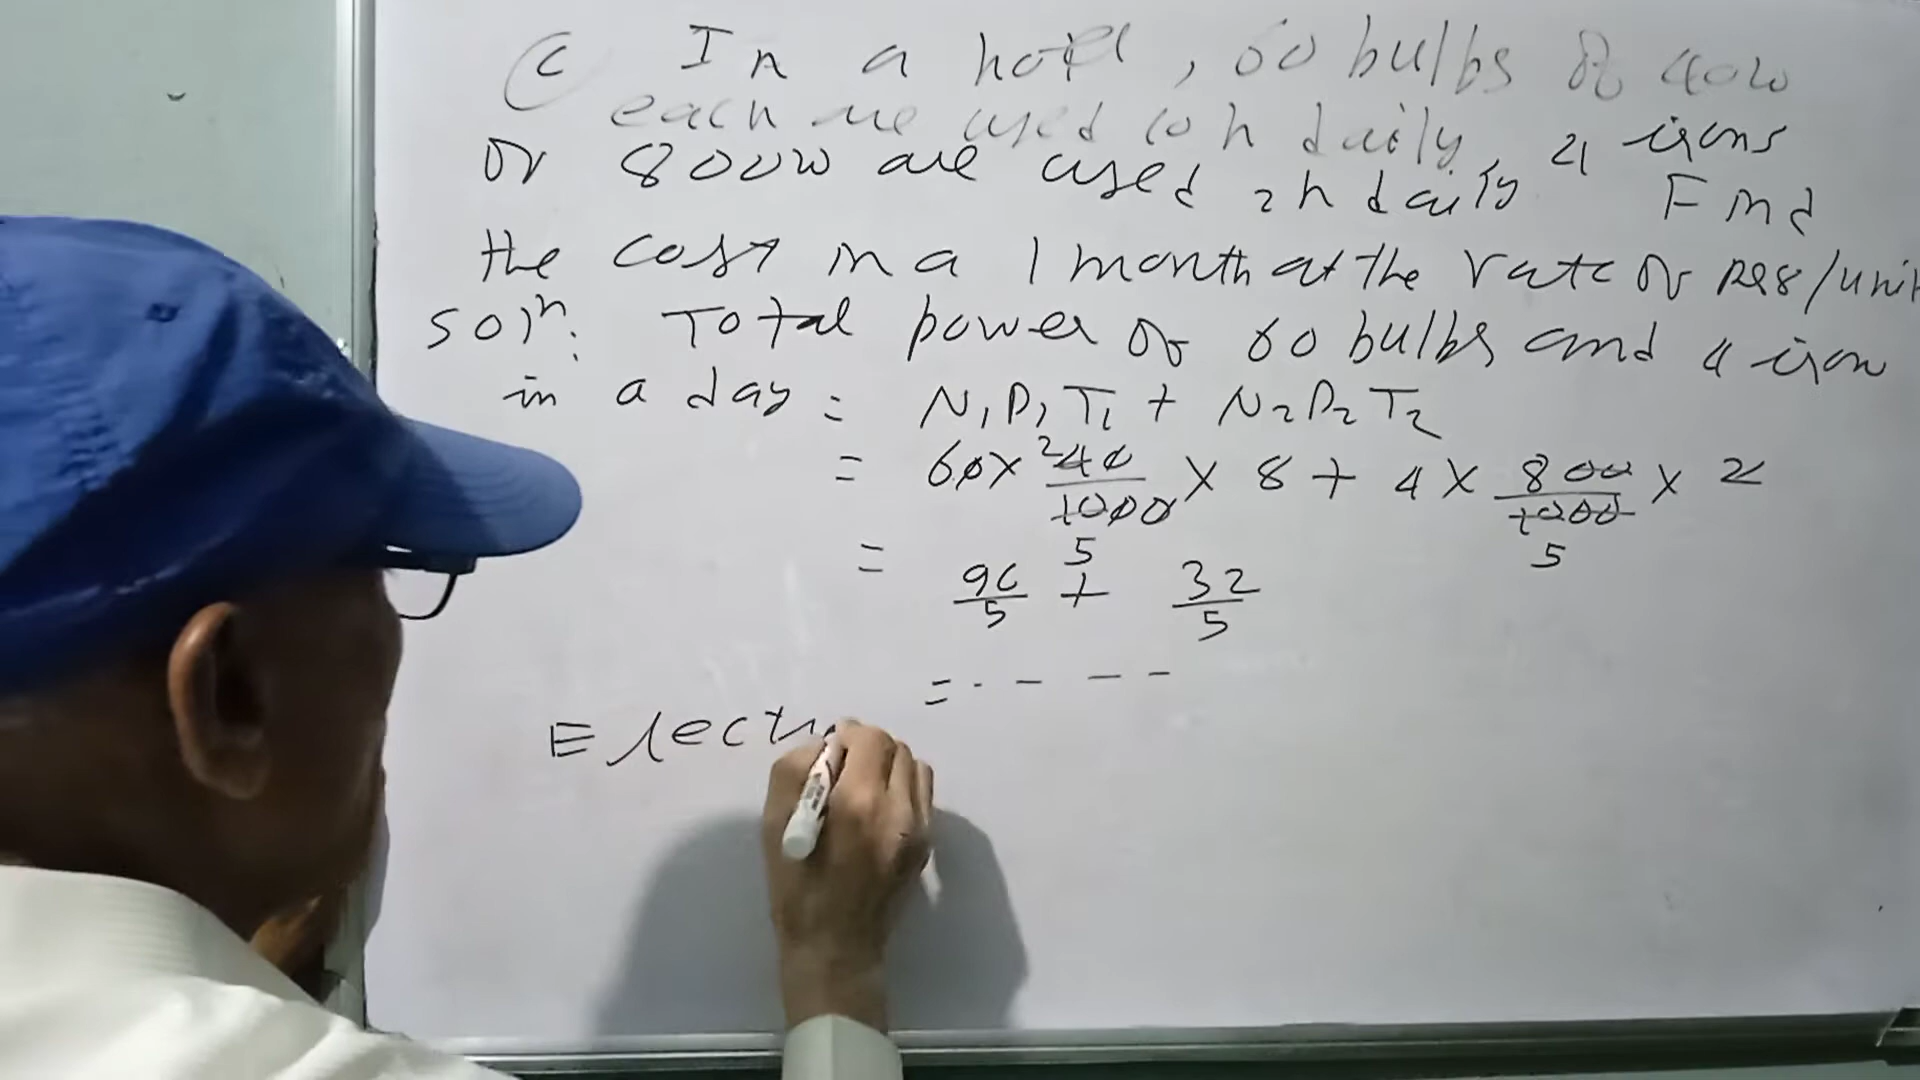 C In a hotel, 60 bulbs of 40w
each are used 10 h daily, 4 irons
of 800w are used 2h daily Find
the cost in a 1 month at the rate of RS8/unit
Solⁿ: Total power of 60 bulbs and 4 iron
in a day = N₁P₁T₁ + N₂P₂T₂
= 60 x 40/1000 x 8 + 4 x 800/1000 x 2
2
5 5
= 96/5 + 32/5
= - - - -
Electr